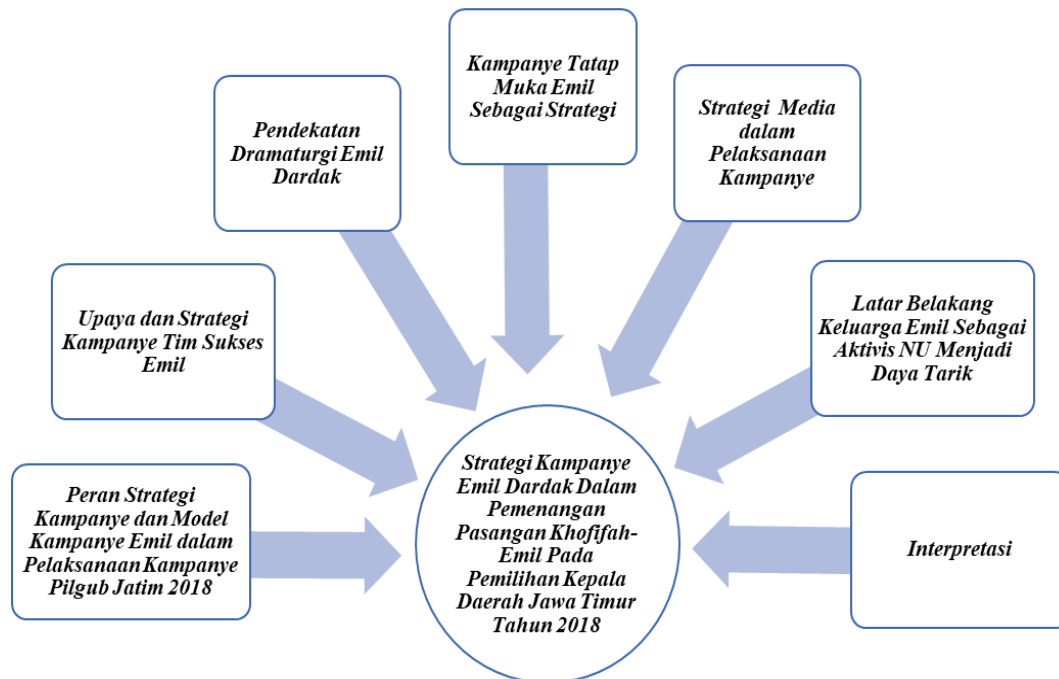 Kampanye Tatap
Muka Emil
Sebagai Strategi
Pendekatan
Dramaturgi Emil
Dardak
Strategi Media
dalam
Pelaksanaan
Kampanye
Upaya dan Strategi
Kampanye Tim Sukses
Emil
Latar Belakang
Keluarga Emil Sebagai
Aktivis NU Menjadi
Daya Tarik
Peran Strategi
Kampanye dan Model
Kampanye Emil dalam
Pelaksanaan Kampanye
Pilgub Jatim 2018
Strategi Kampanye
Emil Dardak Dalam
Pemenangan
Pasangan Khofifah-
Emil Pada
Pemilihan Kepala
Daerah Jawa Timur
Tahun 2018
Interpretasi